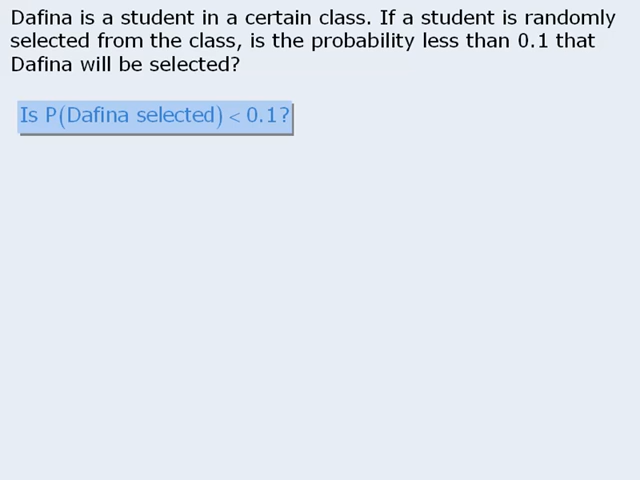 Dafina is a student in a certain class. If a student is randomly
selected from the class, is the probability less than 0.1 that
Dafina will be selected?
Is P(Dafina selected) < 0.1?